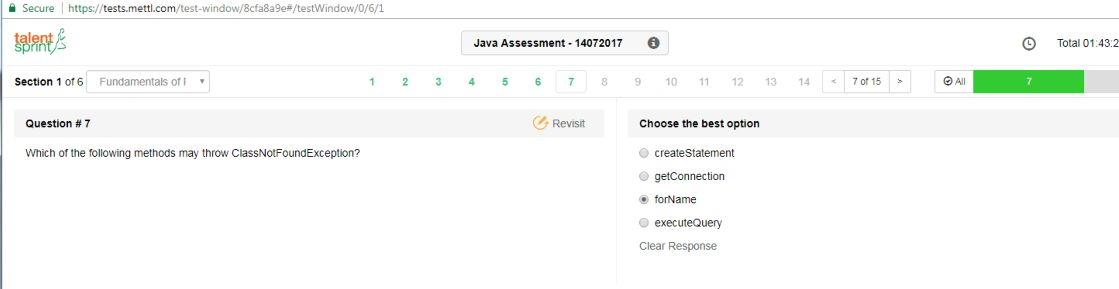 Secure https://tests.mettl.com/test-window/8cfa8a9e#/testWindow/0/6/1
talent
sprint
Java Assessment - 14072017
Total 01:43:2
Section 1 of 6
Fundamentals of F
1 2 3 4 5 6 7 8 9 10 11 12 13 14 < 7 of 15 > All 7
Question # 7
Revisit
Which of the following methods may throw ClassNotFoundException?
Choose the best option
createStatement
getConnection
forName
executeQuery
Clear Response